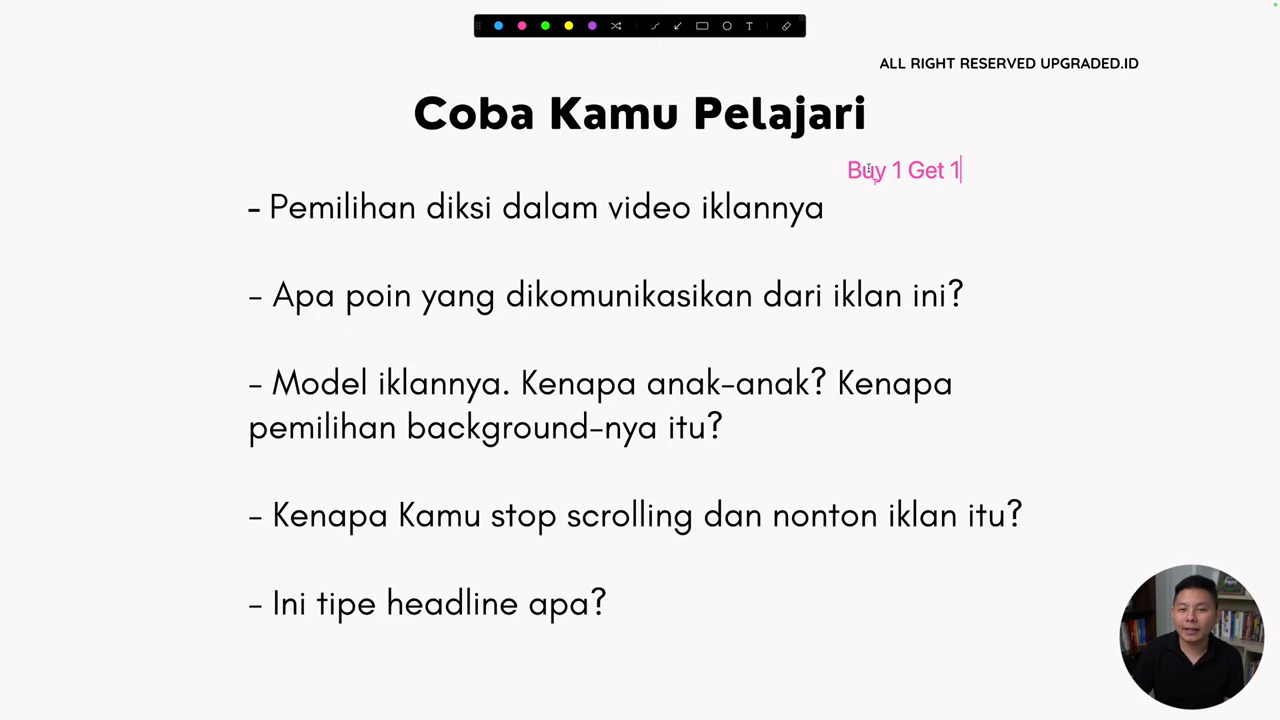 ALL RIGHT RESERVED UPGRADED.ID
Coba Kamu Pelajari
Buy 1 Get 1
- Pemilihan diksi dalam video iklannya
- Apa poin yang dikomunikasikan dari iklan ini?
- Model iklannya. Kenapa anak-anak? Kenapa
pemilihan background-nya itu?
- Kenapa Kamu stop scrolling dan nonton iklan itu?
- Ini tipe headline apa?